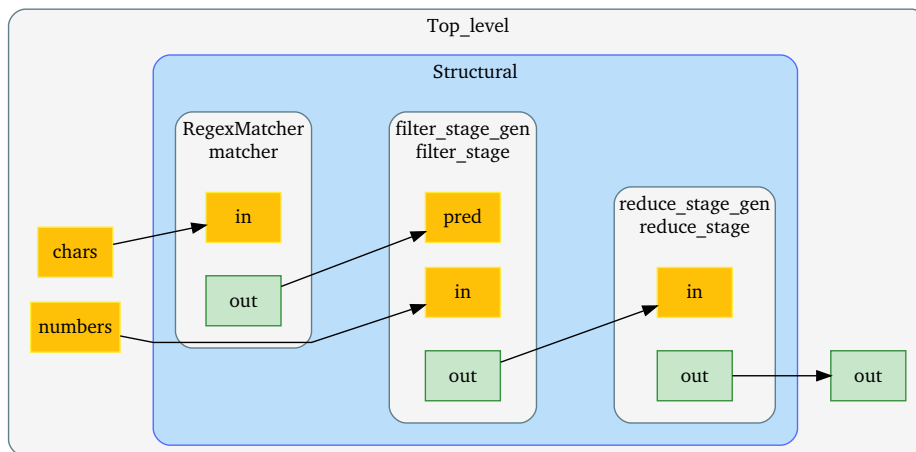 Top_level
Structural
RegexMatcher
matcher
in
out
filter_stage_gen
filter_stage
pred
in
out
reduce_stage_gen
reduce_stage
in
out
chars
numbers
out